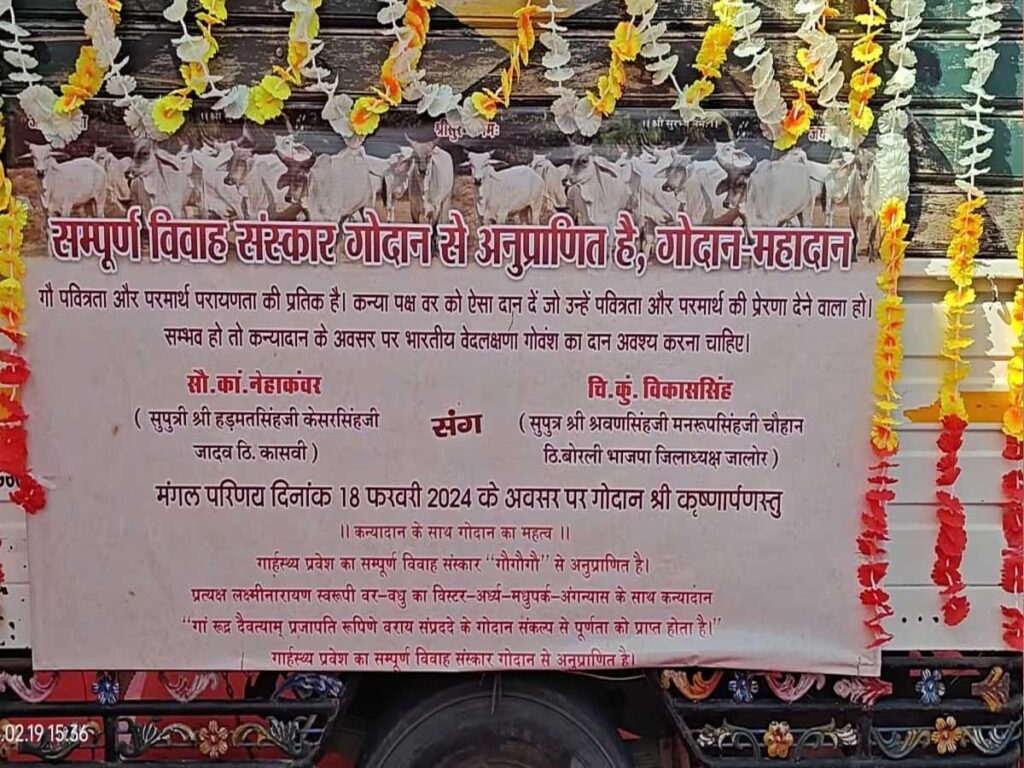 श्री सुर
नमः
।। श्री सुरभ्यै नमः ।।
सम्पूर्ण विवाह संस्कार गोदान से अनुप्राणित है, गोदान-महादान
गौ पवित्रता और परमार्थ परायणता की प्रतिक है। कन्या पक्ष वर को ऐसा दान दें जो उन्हें पवित्रता और परमार्थ की प्रेरणा देने वाला हो।
सम्भव हो तो कन्यादान के अवसर पर भारतीय वेदलक्षणा गोवंश का दान अवश्य करना चाहिए।
सौ.कां.नेहाकंवर
( सुपुत्री श्री हड़मतसिंहजी केसरसिंहजी
जादव ठि. कासवी )
संग
चि.कुं. विकाससिंह
(सुपुत्र श्री श्रवणसिंहजी मनरूपसिंहजी चौहान
ठि.बोरली भाजपा जिलाध्यक्ष जालोर )
मंगल परिणय दिनांक 18 फरवरी 2024 के अवसर पर गोदान श्री कृष्णार्पणस्तु
।। कन्यादान के साथ गोदान का महत्व ।।
गार्हस्थ्य प्रवेश का सम्पूर्ण विवाह संस्कार "गौगौगौ" से अनुप्राणित है।
प्रत्यक्ष लक्ष्मीनारायण स्वरूपी वर-वधु का विस्टर-अर्ध्य-मधुपर्क-अंगन्यास के साथ कन्यादान
"गां रूद्र दैवत्याम् प्रजापति रूपिणे वराय संप्रददे के गोदान संकल्प से पूर्णता को प्राप्त होता है।"
गार्हस्थ्य प्रवेश का सम्पूर्ण विवाह संस्कार गोदान से अनुप्राणित है।
.02.19 15:36